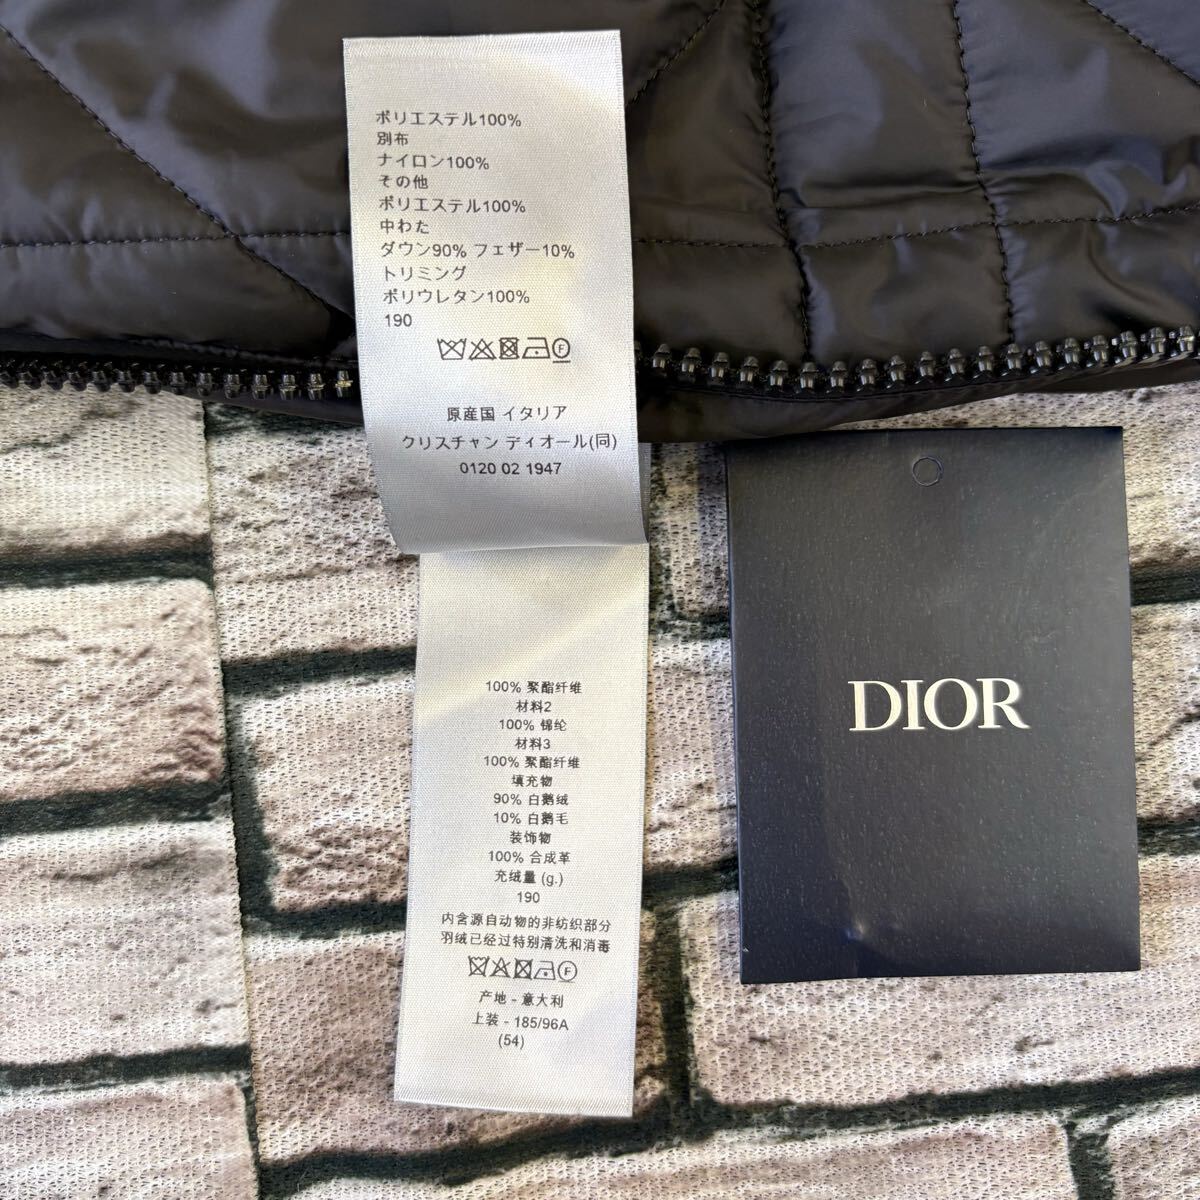 ポリエステル100%
別布
ナイロン100%
その他
ポリエステル100%
中わた
ダウン90% フェザー10%
トリミング
ポリウレタン100%
190
原産国 イタリア
クリスチャン ディオール(同)
0120 02 1947
100% 聚酯纤维
材料2
100% 锦纶
材料3
100% 聚酯纤维
填充物
90% 白鹅绒
10% 白鹅毛
装饰物
100% 合成革
充绒量 (g.)
190
内含源自动物的非纺织部分
羽绒已经过特别清洗和消毒
产地 - 意大利
上装 - 185/96A
(54)
DIOR